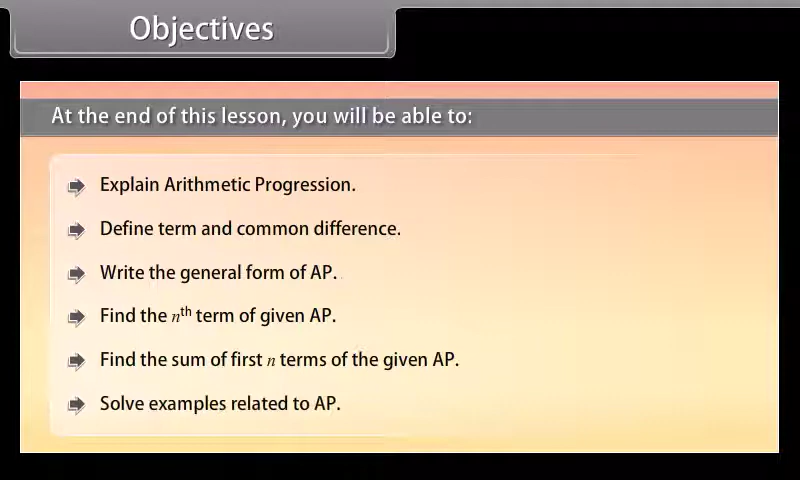 Objectives
At the end of this lesson, you will be able to:
Explain Arithmetic Progression.
Define term and common difference.
Write the general form of AP.
Find the nth term of given AP.
Find the sum of first n terms of the given AP.
Solve examples related to AP.